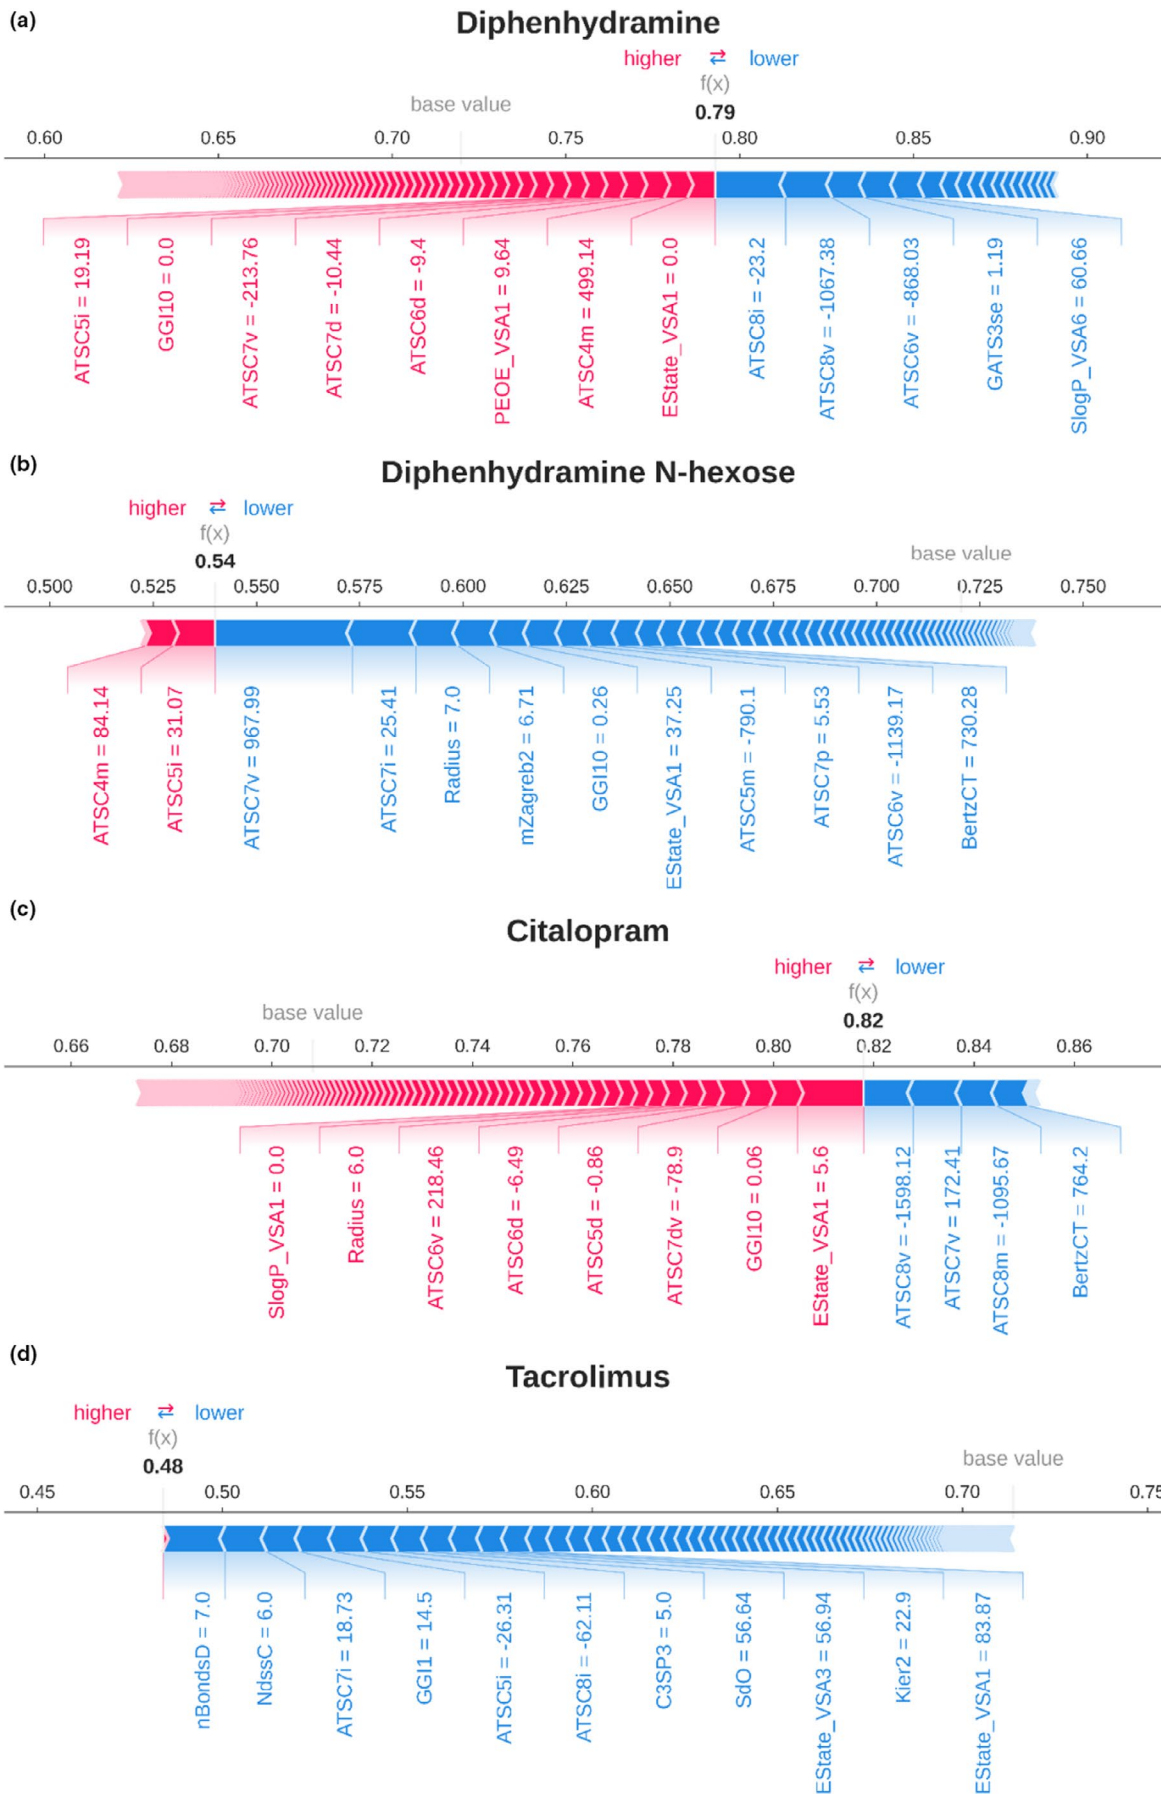 (a)
Diphenhydramine
higher ⇄ lower
f(x)
base value
0.79
0.60 0.65 0.70 0.75 0.80 0.85 0.90
ATSC5i = 19.19
GGI10 = 0.0
ATSC7v = -213.76
ATSC7d = -10.44
ATSC6d = -9.4
PEOE_VSA1 = 9.64
ATSC4m = 499.14
EState_VSA1 = 0.0
ATSC8i = -23.2
ATSC8v = -1067.38
ATSC6v = -868.03
GATS3se = 1.19
SlogP_VSA6 = 60.66
(b)
Diphenhydramine N-hexose
higher ⇄ lower
f(x)
base value
0.54
0.500 0.525 0.550 0.575 0.600 0.625 0.650 0.675 0.700 0.725 0.750
ATSC4m = 84.14
ATSC5i = 31.07
ATSC7v = 967.99
ATSC7i = 25.41
Radius = 7.0
mZagreb2 = 6.71
GGI10 = 0.26
EState_VSA1 = 37.25
ATSC5m = -790.1
ATSC7p = 5.53
ATSC6v = -1139.17
BertzCT = 730.28
(c)
Citalopram
higher ⇄ lower
f(x)
base value
0.82
0.66 0.68 0.70 0.72 0.74 0.76 0.78 0.80 0.82 0.84 0.86
SlogP_VSA1 = 0.0
Radius = 6.0
ATSC6v = 218.46
ATSC6d = -6.49
ATSC5d = -0.86
ATSC7dv = -78.9
GGI10 = 0.06
EState_VSA1 = 5.6
ATSC8v = -1598.12
ATSC7v = 172.41
ATSC8m = -1095.67
BertzCT = 764.2
(d)
Tacrolimus
higher ⇄ lower
f(x)
base value
0.48
0.45 0.50 0.55 0.60 0.65 0.70 0.75
nBondsD = 7.0
NdssC = 6.0
ATSC7i = 18.73
GGI1 = 14.5
ATSC5i = -26.31
ATSC8i = -62.11
C3SP3 = 5.0
SdO = 56.64
EState_VSA3 = 56.94
Kier2 = 22.9
EState_VSA1 = 83.87